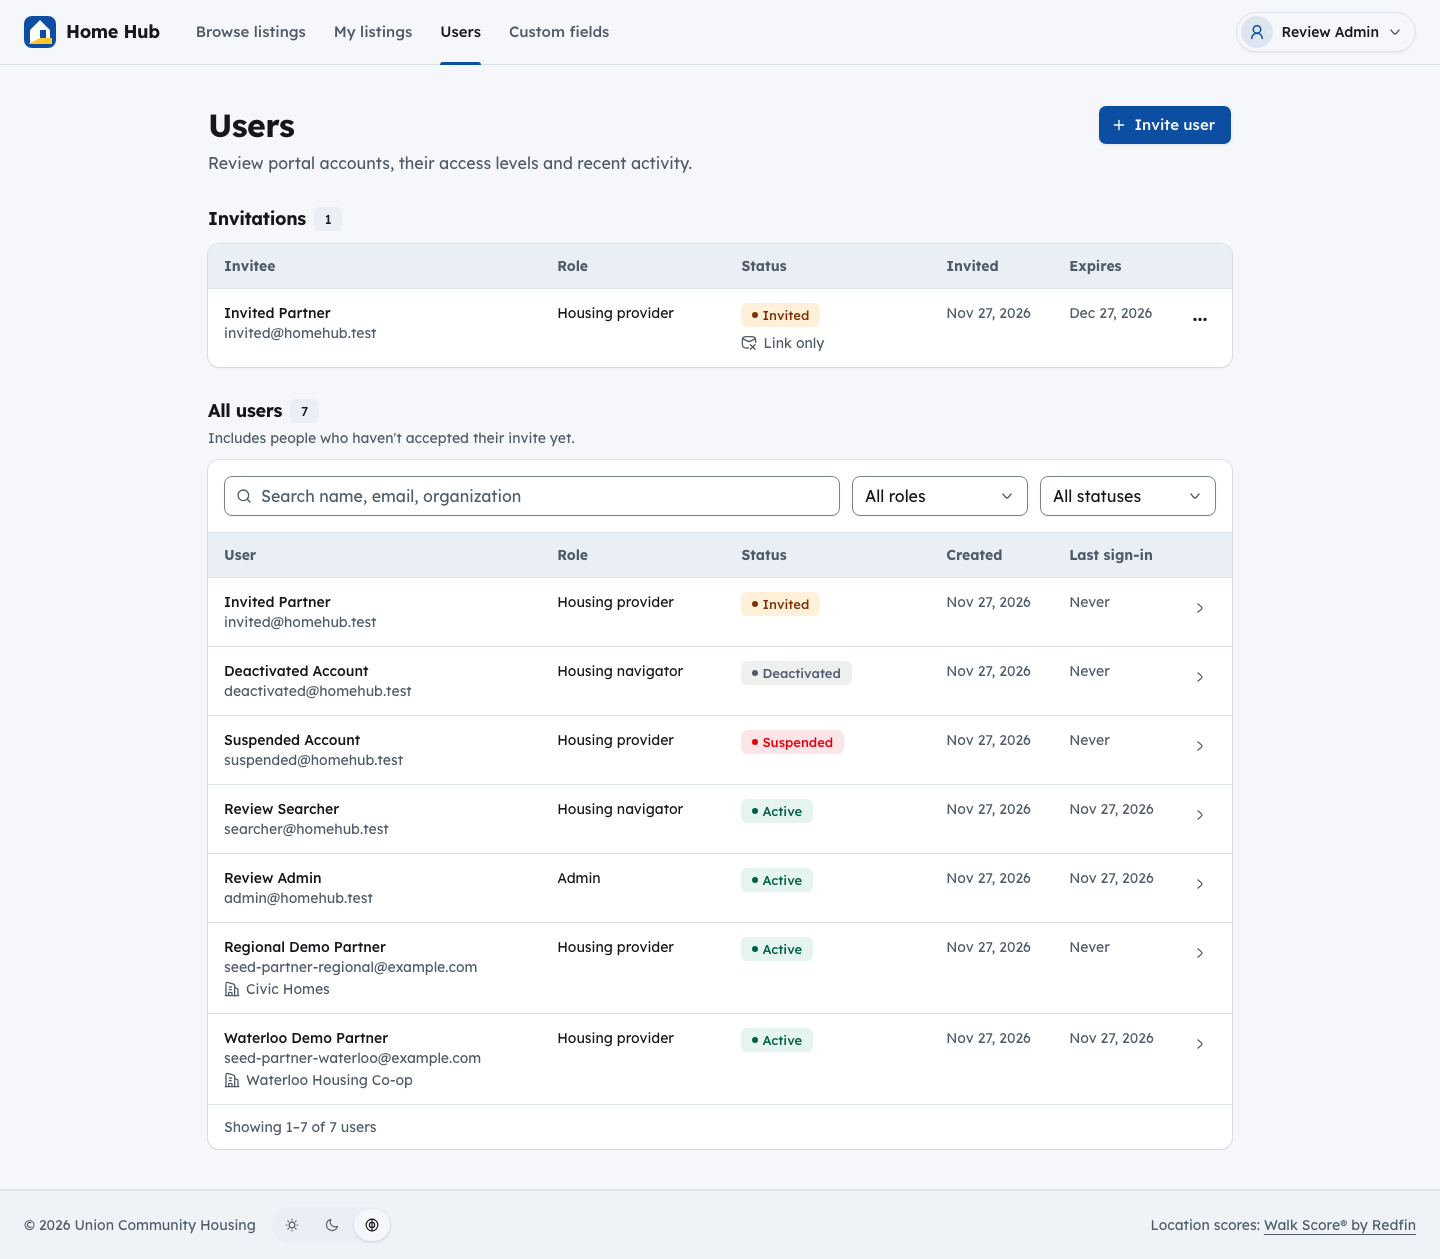 Home Hub
Browse listings
My listings
Users
Custom fields
Review Admin
Users
Invite user
Review portal accounts, their access levels and recent activity.
Invitations 1
Invitee Role Status Invited Expires
Invited Partner Housing provider Invited Nov 27, 2026 Dec 27, 2026
invited@homehub.test Link only
All users 7
Includes people who haven't accepted their invite yet.
Search name, email, organization All roles All statuses
User Role Status Created Last sign-in
Invited Partner Housing provider Invited Nov 27, 2026 Never
invited@homehub.test
Deactivated Account Housing navigator Deactivated Nov 27, 2026 Never
deactivated@homehub.test
Suspended Account Housing provider Suspended Nov 27, 2026 Never
suspended@homehub.test
Review Searcher Housing navigator Active Nov 27, 2026 Nov 27, 2026
searcher@homehub.test
Review Admin Admin Active Nov 27, 2026 Nov 27, 2026
admin@homehub.test
Regional Demo Partner Housing provider Active Nov 27, 2026 Never
seed-partner-regional@example.com
Civic Homes
Waterloo Demo Partner Housing provider Active Nov 27, 2026 Nov 27, 2026
seed-partner-waterloo@example.com
Waterloo Housing Co-op
Showing 1–7 of 7 users
© 2026 Union Community Housing
Location scores: Walk Score® by Redfin